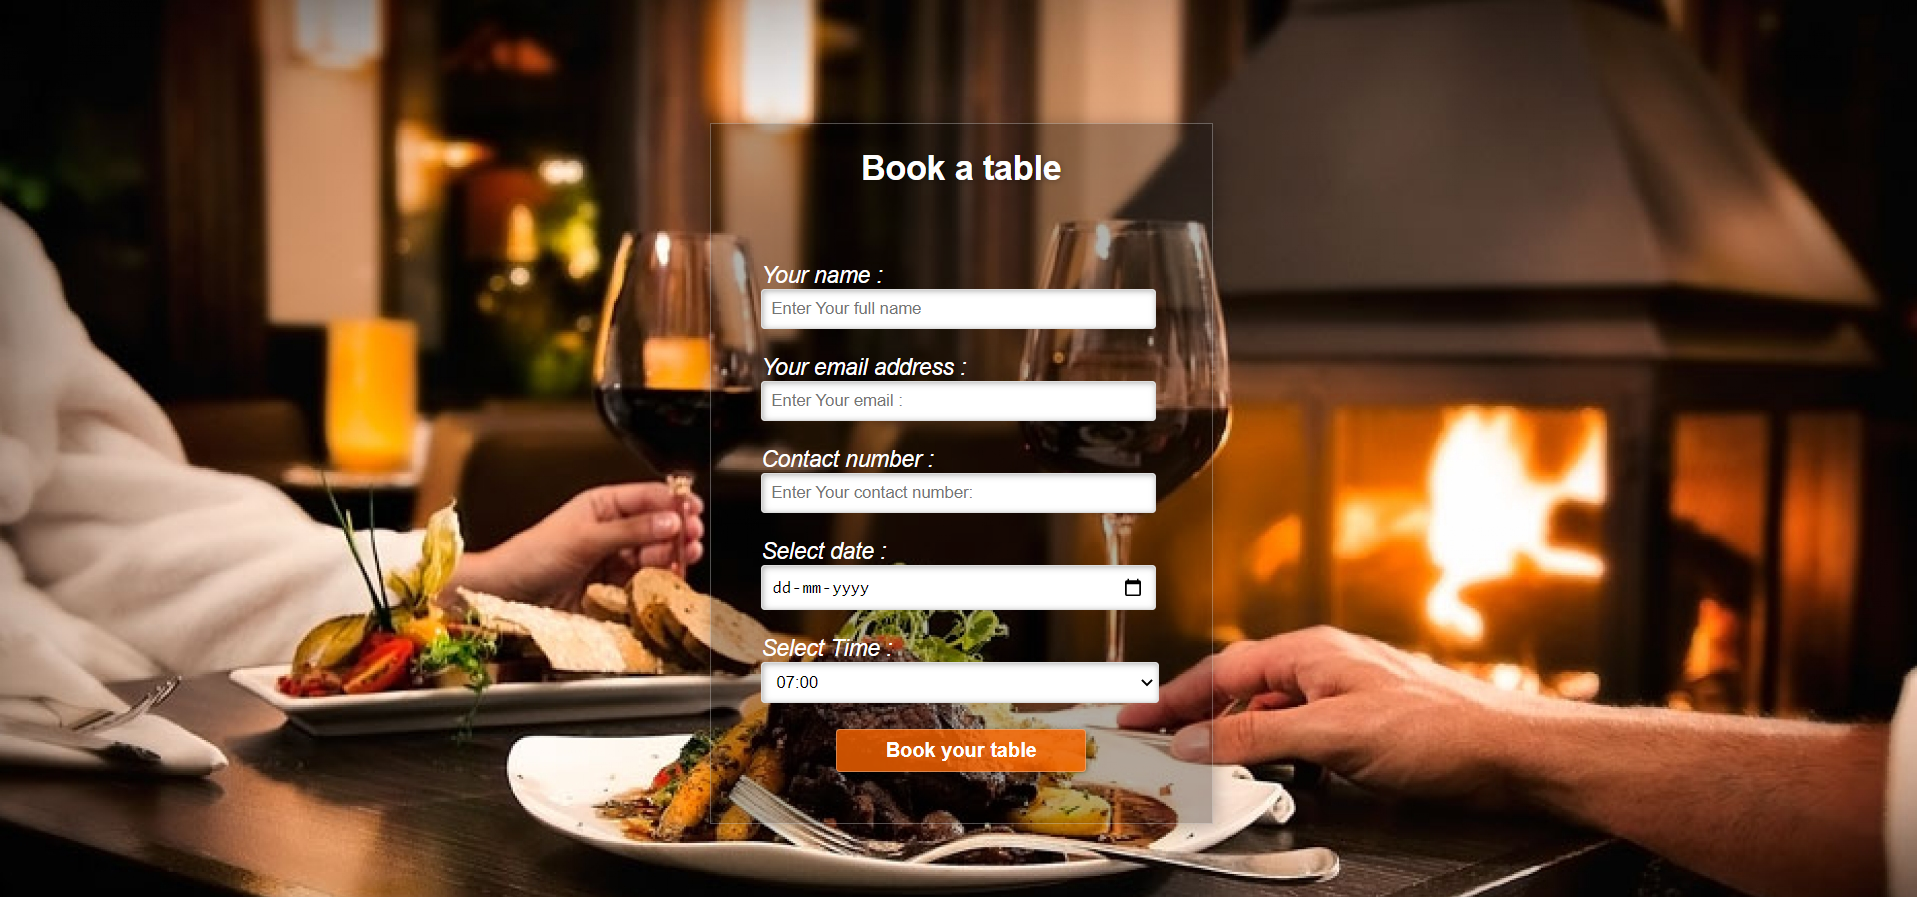 Book a table
Your name :
Enter Your full name
Your email address :
Enter Your email :
Contact number :
Enter Your contact number:
Select date :
dd-mm-yyyy
Select Time :
07:00
Book your table